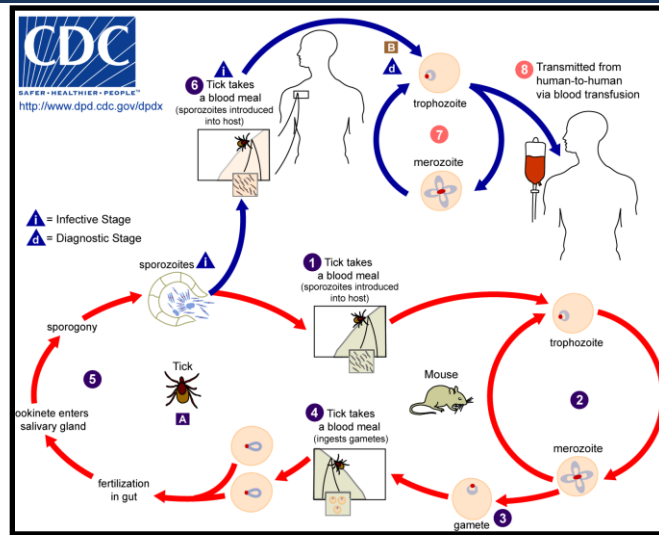 CDC
SAFER·HEALTHIER·PEOPLE™
http://www.dpd.cdc.gov/dpdx
i = Infective Stage
d = Diagnostic Stage
i
6 Tick takes
a blood meal
(sporozoites introduced
into host)
B
d
trophozoite
7
merozoite
8 Transmitted from
human-to-human
via blood transfusion
sporozoites i
1 Tick takes
a blood meal
(sporozoites introduced
into host)
trophozoite
sporogony
5
Tick
A
Mouse
2
ookinete enters
salivary gland
4 Tick takes
a blood meal
(ingests gametes)
merozoite
fertilization
in gut
gamete 3